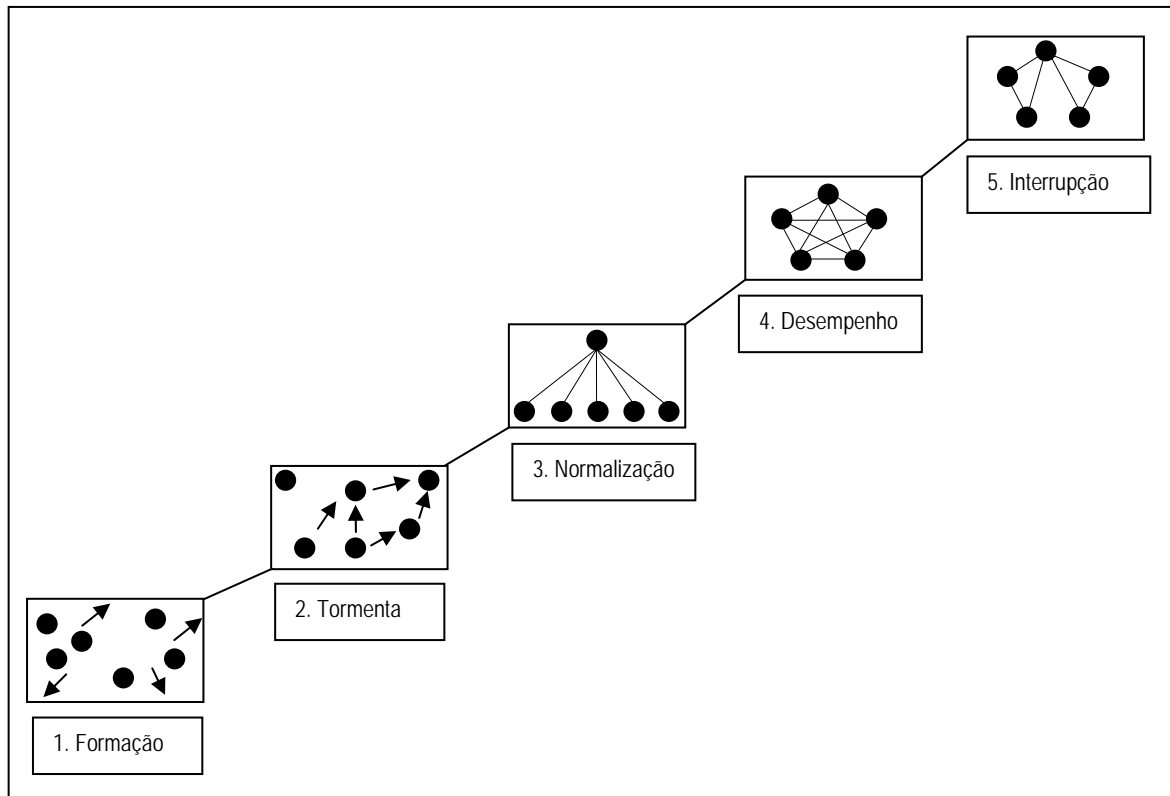 1. Formação
2. Tormenta
3. Normalização
4. Desempenho
5. Interrupção